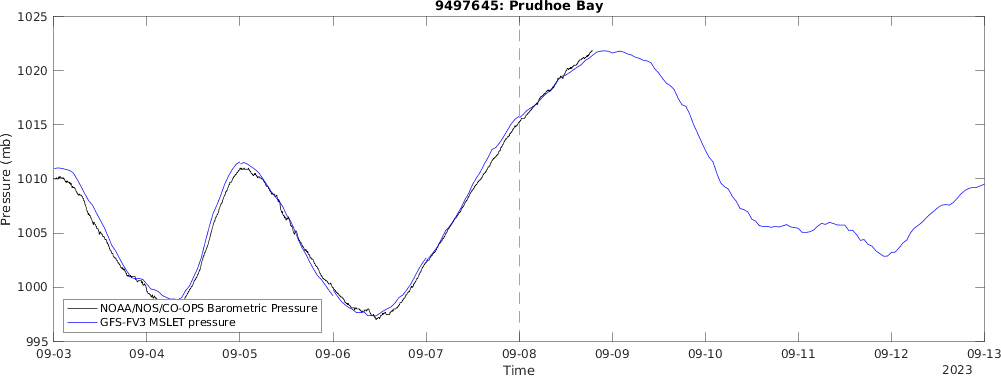 9497645: Prudhoe Bay
1025
1020
1015
1010
1005
1000
995
Pressure (mb)
NOAA/NOS/CO-OPS Barometric Pressure
GFS-FV3 MSLET pressure
09-03 09-04 09-05 09-06 09-07 09-08 09-09 09-10 09-11 09-12 09-13
Time
2023